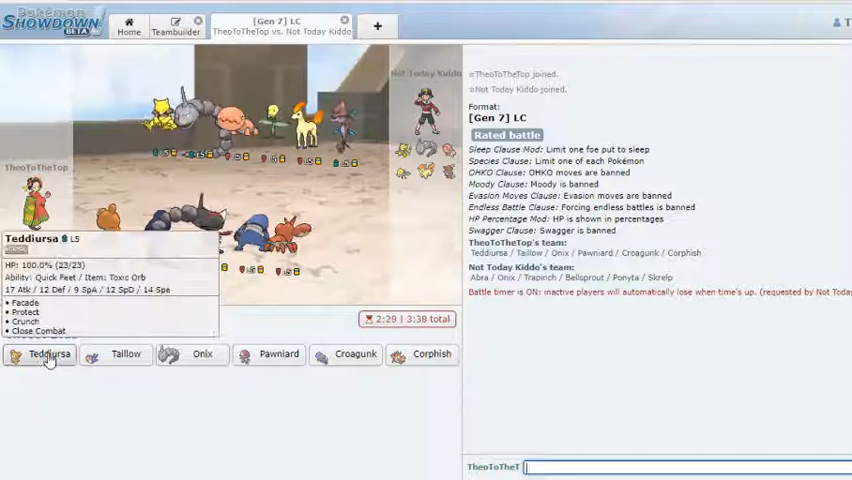 Pokémon
SHOWDOWN
BETA
Home
Teambuilder
[Gen 7] LC
TheoToTheTop vs. Not Today Kiddo
+
Not Today Kiddo
TheoToTheTop
Teddiursa L5
HP: 100.0% (23/23)
Ability: Quick Feet / Item: Toxic Orb
17 Atk / 12 Def / 9 SpA / 12 SpD / 14 Spe
• Facade
• Protect
• Crunch
• Close Combat
2:29 | 3:38 total
Teddiursa
Taillow
Onix
Pawniard
Croagunk
Corphish
TheoToTheTop joined.
Not Today Kiddo joined.
Format:
[Gen 7] LC
Rated battle
Sleep Clause Mod: Limit one foe put to sleep
Species Clause: Limit one of each Pokémon
OHKO Clause: OHKO moves are banned
Moody Clause: Moody is banned
Evasion Moves Clause: Evasion moves are banned
Endless Battle Clause: Forcing endless battles is banned
HP Percentage Mod: HP is shown in percentages
Swagger Clause: Swagger is banned
TheoToTheTop's team:
Teddiursa / Taillow / Onix / Pawniard / Croagunk / Corphish
Not Today Kiddo's team:
Abra / Onix / Trapinch / Bellsprout / Ponyta / Skrelp
Battle timer is ON: inactive players will automatically lose when time's up. (requested by Not Today
TheoToTheT